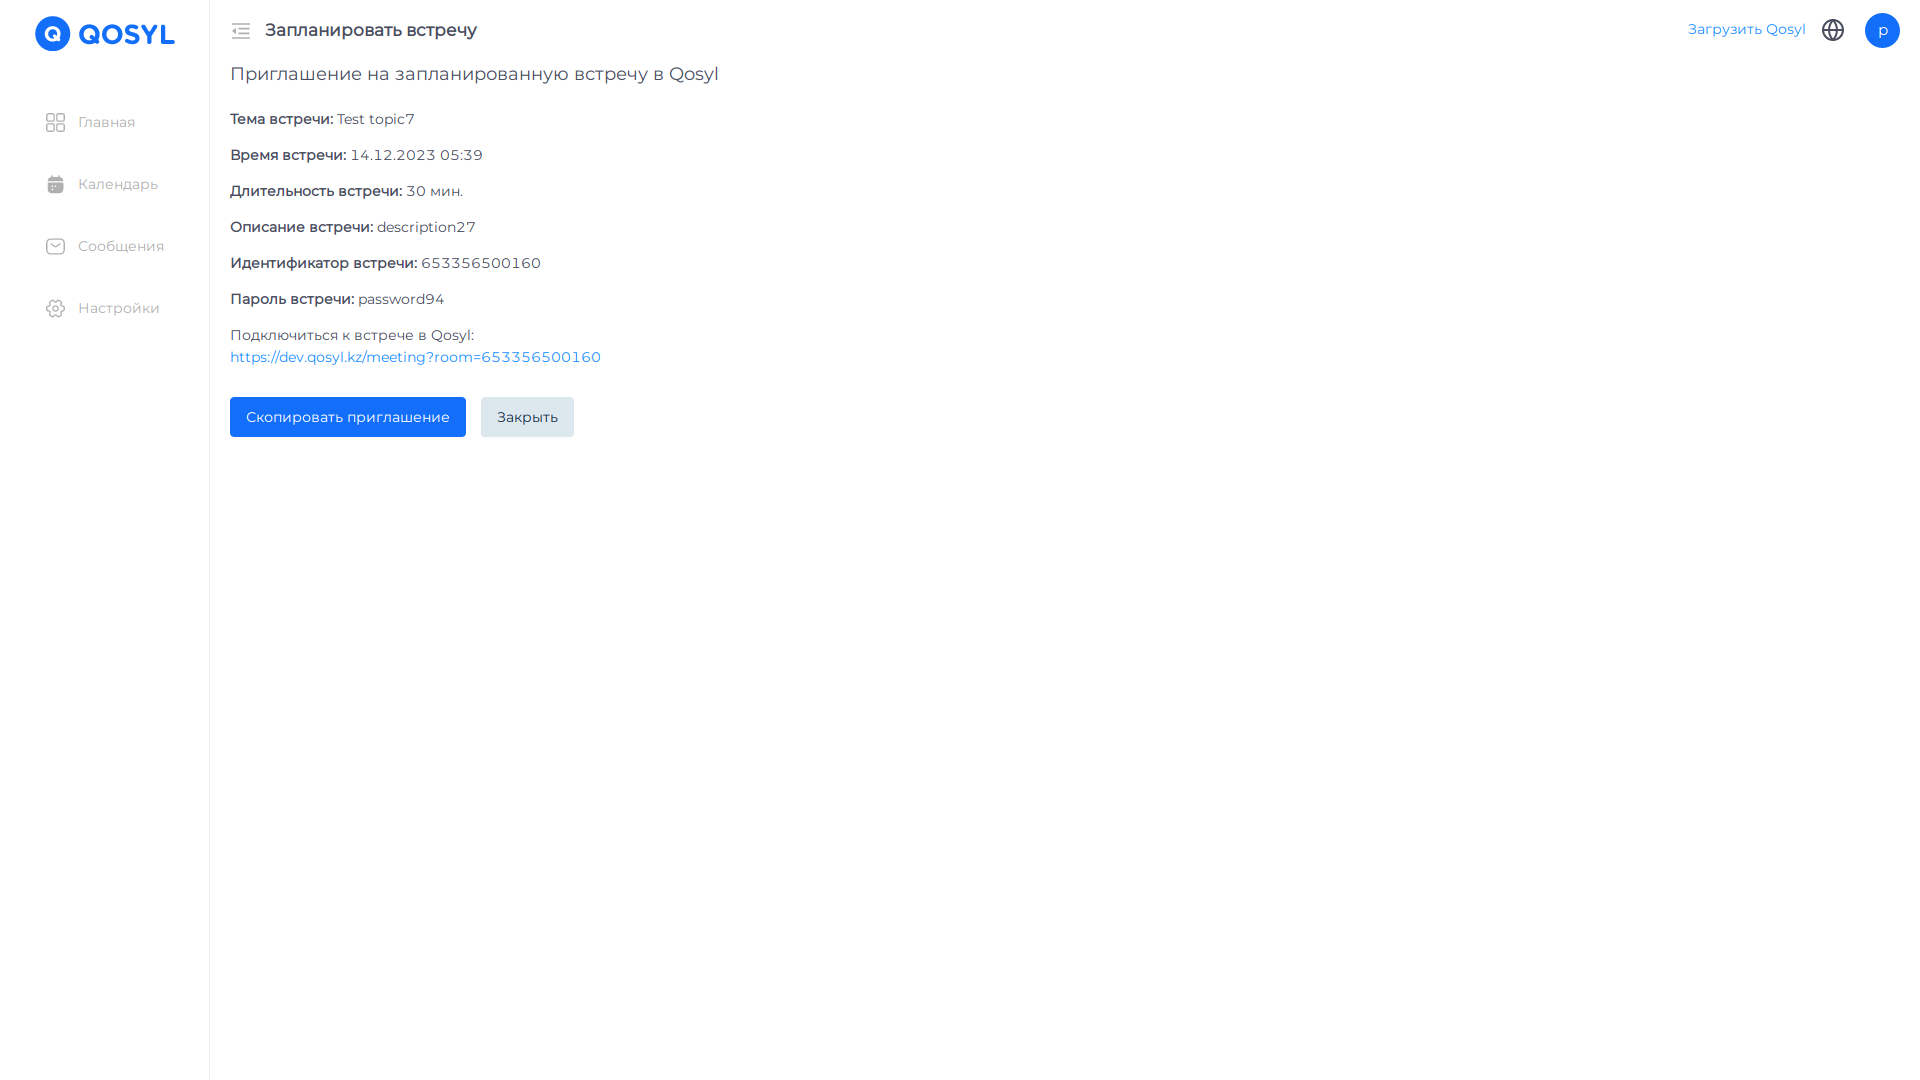 QOSYL
Запланировать встречу
Загрузить Qosyl
p
Главная
Календарь
Сообщения
Настройки
Приглашение на запланированную встречу в Qosyl
Тема встречи: Test topic7
Время встречи: 14.12.2023 05:39
Длительность встречи: 30 мин.
Описание встречи: description27
Идентификатор встречи: 653356500160
Пароль встречи: password94
Подключиться к встрече в Qosyl:
https://dev.qosyl.kz/meeting?room=653356500160
Скопировать приглашение
Закрыть